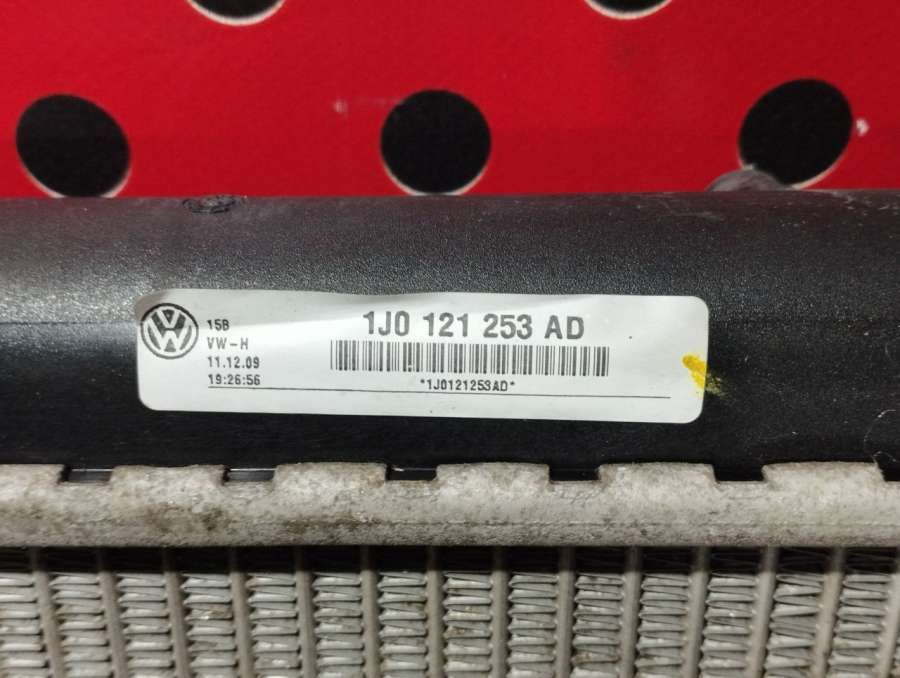 15B
VW-H
11.12.09
19:26:56
1J0 121 253 AD
*1J0121253AD*